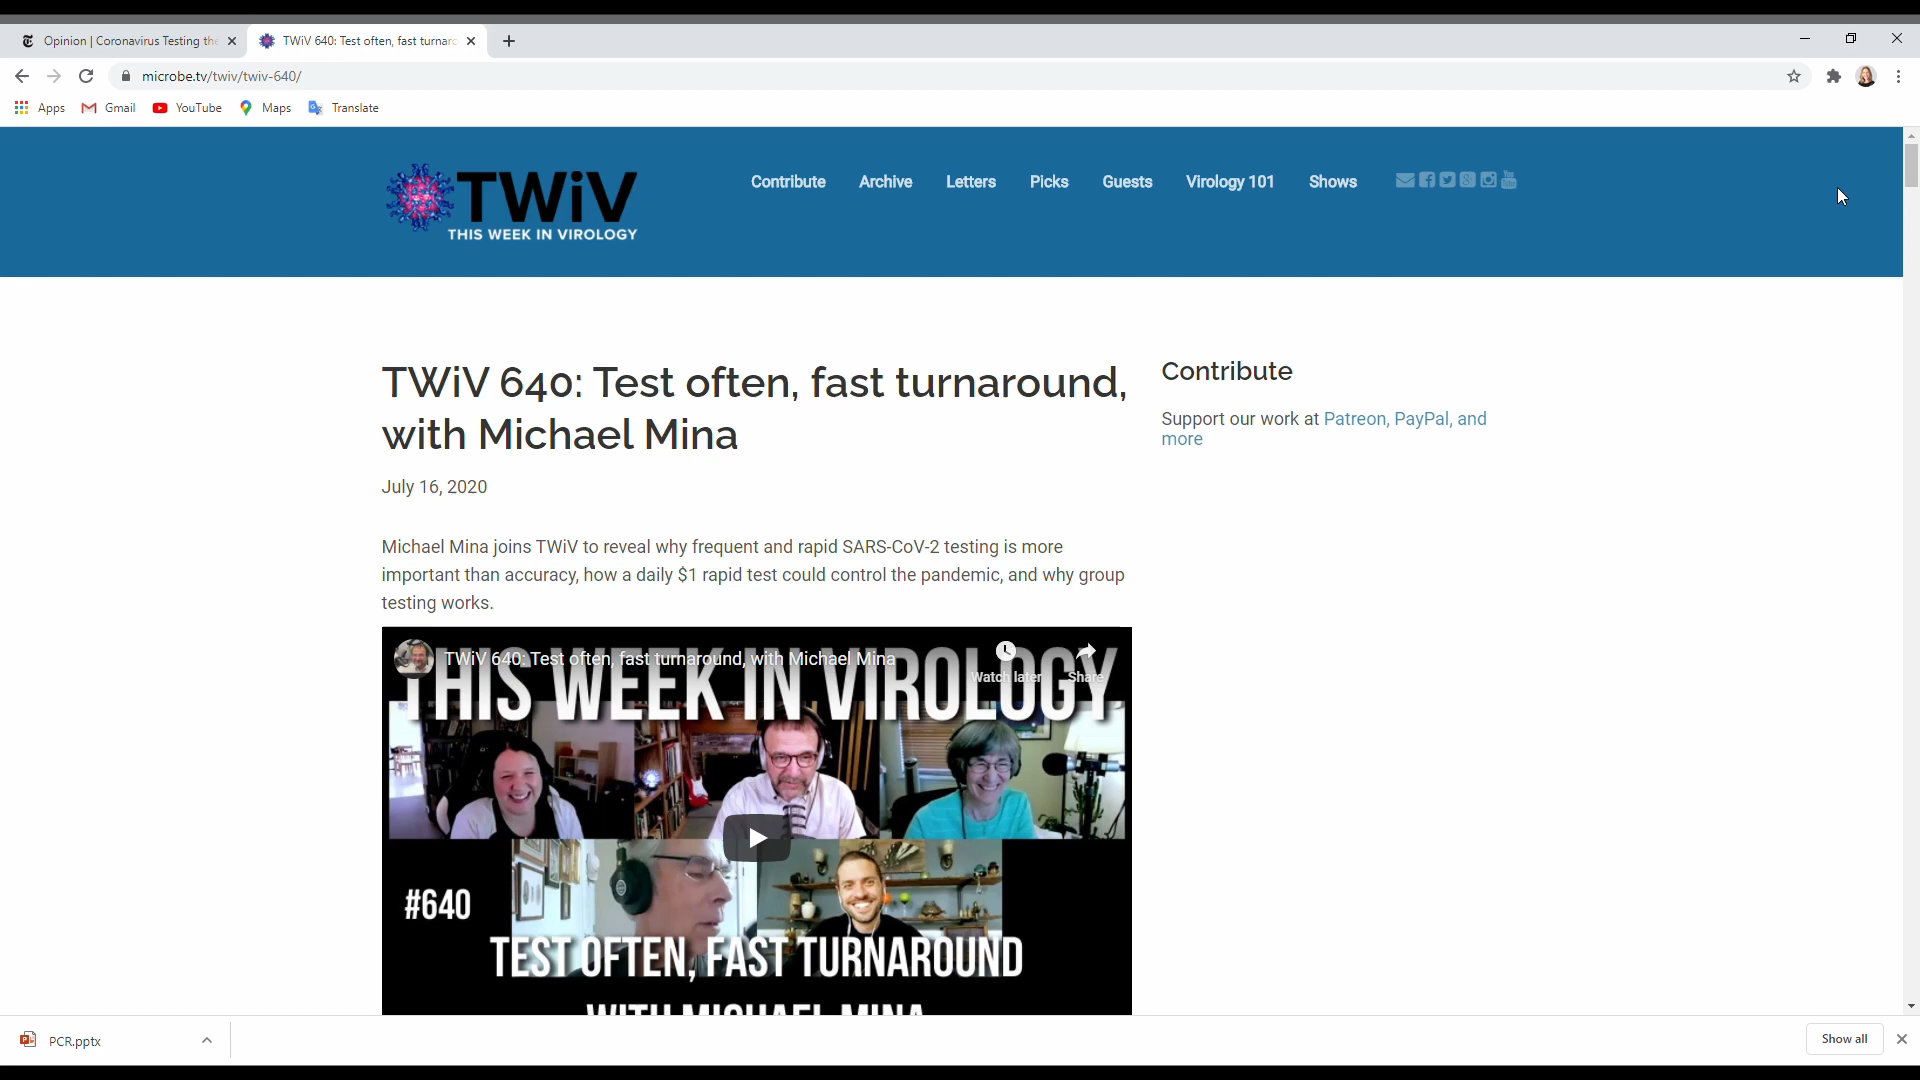 Opinion | Coronavirus Testing the
TWiV 640: Test often, fast turnaro
microbe.tv/twiv/twiv-640/
Apps
Gmail
YouTube
Maps
Translate
TWiV
THIS WEEK IN VIROLOGY
Contribute
Archive
Letters
Picks
Guests
Virology 101
Shows
TWiV 640: Test often, fast turnaround,
with Michael Mina
July 16, 2020
Michael Mina joins TWiV to reveal why frequent and rapid SARS-CoV-2 testing is more
important than accuracy, how a daily $1 rapid test could control the pandemic, and why group
testing works.
Contribute
Support our work at Patreon, PayPal, and
more
TWiV 640: Test often, fast turnaround, with Michael Mina
Watch later
Share
THIS WEEK IN VIROLOGY
#640
TEST OFTEN, FAST TURNAROUND
WITH MICHAEL MINA
PCR.pptx
Show all